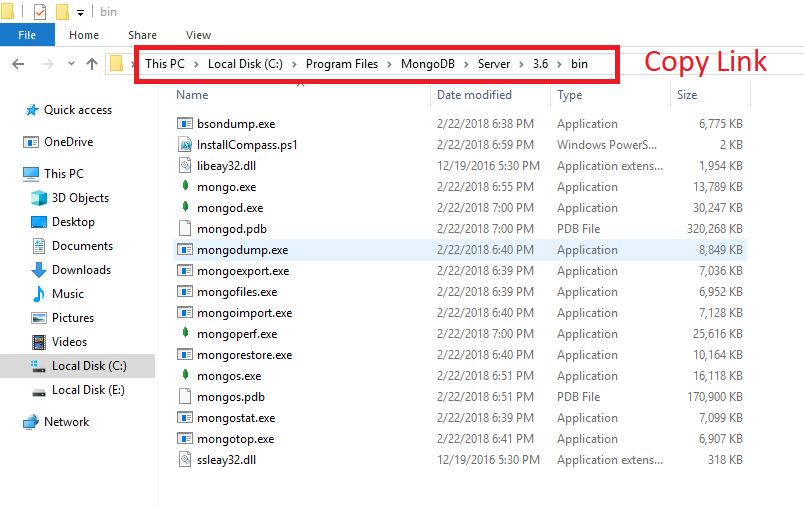 bin
File Home Share View
This PC > Local Disk (C:) > Program Files > MongoDB > Server > 3.6 > bin
Copy Link
Name Date modified Type Size
Quick access
OneDrive
This PC
3D Objects
Desktop
Documents
Downloads
Music
Pictures
Videos
Local Disk (C:)
Local Disk (E:)
Network
bsondump.exe 2/22/2018 6:38 PM Application 6,775 KB
InstallCompass.ps1 2/22/2018 6:59 PM Windows PowerS... 2 KB
libeay32.dll 12/19/2016 5:30 PM Application extens... 1,954 KB
mongo.exe 2/22/2018 6:55 PM Application 13,789 KB
mongod.exe 2/22/2018 7:00 PM Application 30,247 KB
mongod.pdb 2/22/2018 7:00 PM PDB File 320,268 KB
mongodump.exe 2/22/2018 6:40 PM Application 8,849 KB
mongoexport.exe 2/22/2018 6:39 PM Application 7,036 KB
mongofiles.exe 2/22/2018 6:39 PM Application 6,952 KB
mongoimport.exe 2/22/2018 6:40 PM Application 7,128 KB
mongoperf.exe 2/22/2018 7:00 PM Application 25,616 KB
mongorestore.exe 2/22/2018 6:40 PM Application 10,164 KB
mongos.exe 2/22/2018 6:51 PM Application 16,118 KB
mongos.pdb 2/22/2018 6:51 PM PDB File 170,900 KB
mongostat.exe 2/22/2018 6:39 PM Application 7,099 KB
mongotop.exe 2/22/2018 6:41 PM Application 6,907 KB
ssleay32.dll 12/19/2016 5:30 PM Application extens... 318 KB